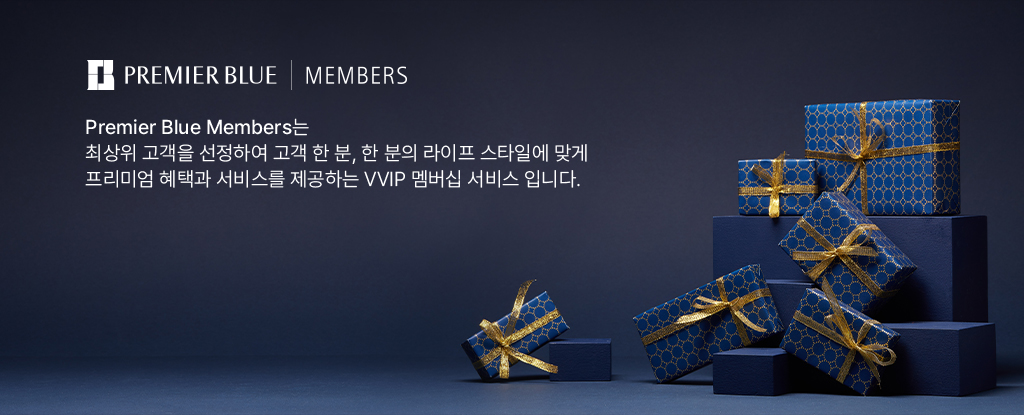 PREMIER BLUE | MEMBERS
Premier Blue Members는
최상위 고객을 선정하여 고객 한 분, 한 분의 라이프 스타일에 맞게
프리미엄 혜택과 서비스를 제공하는 VVIP 멤버십 서비스 입니다.